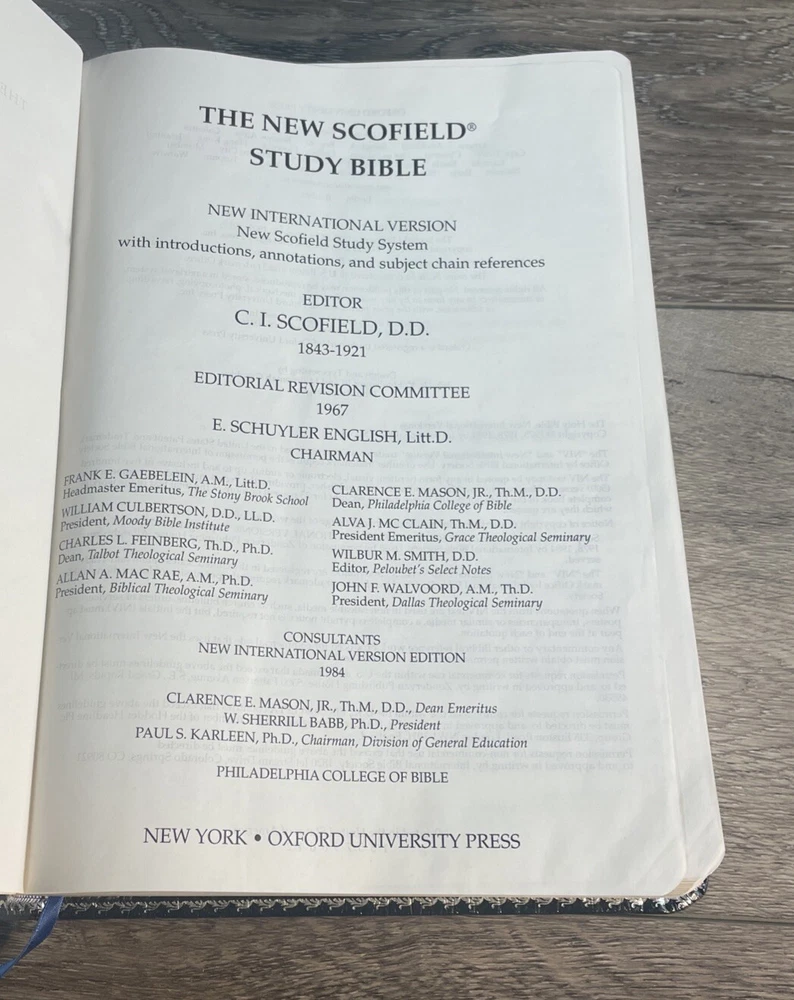 THE NEW SCOFIELD®
STUDY BIBLE
NEW INTERNATIONAL VERSION
New Scofield Study System
with introductions, annotations, and subject chain references
EDITOR
C. I. SCOFIELD, D.D.
1843-1921
EDITORIAL REVISION COMMITTEE
1967
E. SCHUYLER ENGLISH, Litt.D.
CHAIRMAN
FRANK E. GAEBELEIN, A.M., Litt.D.
Headmaster Emeritus, The Stony Brook School
WILLIAM CULBERTSON, D.D., LL.D.
President, Moody Bible Institute
CHARLES L. FEINBERG, Th.D., Ph.D.
Dean, Talbot Theological Seminary
ALLAN A. MAC RAE, A.M., Ph.D.
President, Biblical Theological Seminary
CLARENCE E. MASON, JR., Th.M., D.D.
Dean, Philadelphia College of Bible
ALVA J. MC CLAIN, Th.M., D.D.
President Emeritus, Grace Theological Seminary
WILBUR M. SMITH, D.D.
Editor, Peloubet's Select Notes
JOHN F. WALVOORD, A.M., Th.D.
President, Dallas Theological Seminary
CONSULTANTS
NEW INTERNATIONAL VERSION EDITION
1984
CLARENCE E. MASON, JR., Th.M., D.D., Dean Emeritus
W. SHERRILL BABB, Ph.D., President
PAUL S. KARLEEN, Ph.D., Chairman, Division of General Education
PHILADELPHIA COLLEGE OF BIBLE
NEW YORK • OXFORD UNIVERSITY PRESS